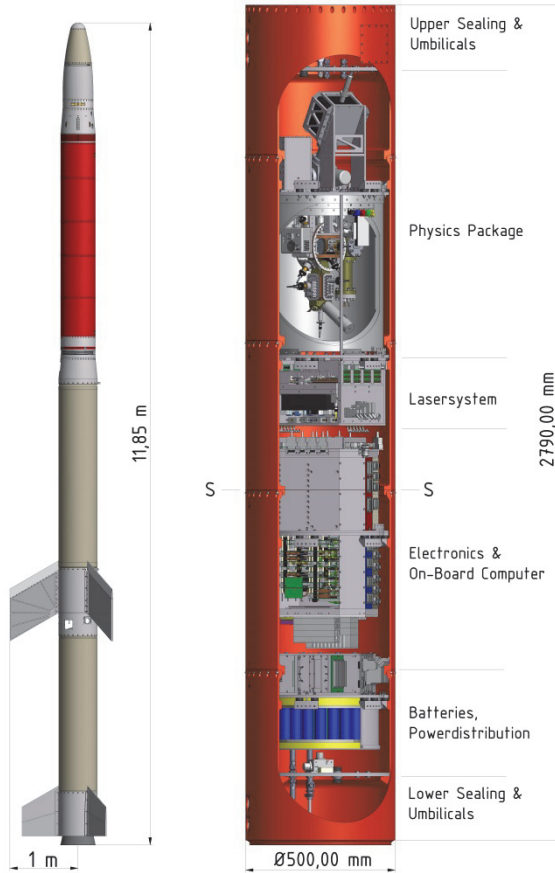 Upper Sealing &
Umbilicals
Physics Package
Lasersystem
11,85 m
2790,00 mm
S
S
Electronics &
On-Board Computer
Batteries,
Powerdistribution
Lower Sealing &
Umbilicals
1 m
Ø500,00 mm